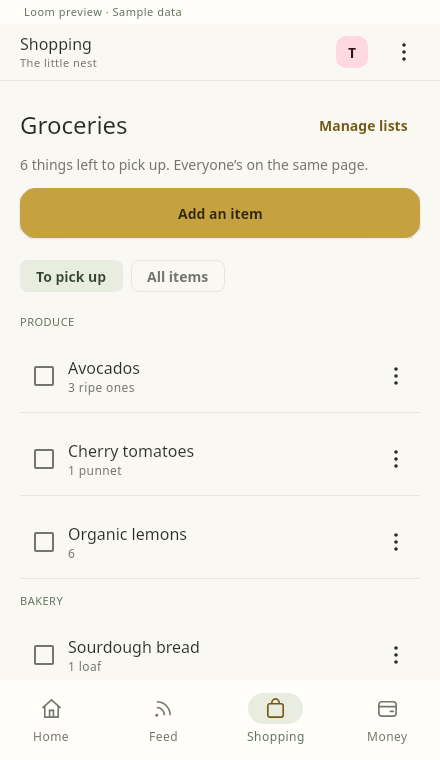 Loom preview · Sample data
Shopping
The little nest
T
Groceries
Manage lists
6 things left to pick up. Everyone’s on the same page.
Add an item
To pick up
All items
PRODUCE
Avocados
3 ripe ones
Cherry tomatoes
1 punnet
Organic lemons
6
BAKERY
Sourdough bread
1 loaf
Home
Feed
Shopping
Money